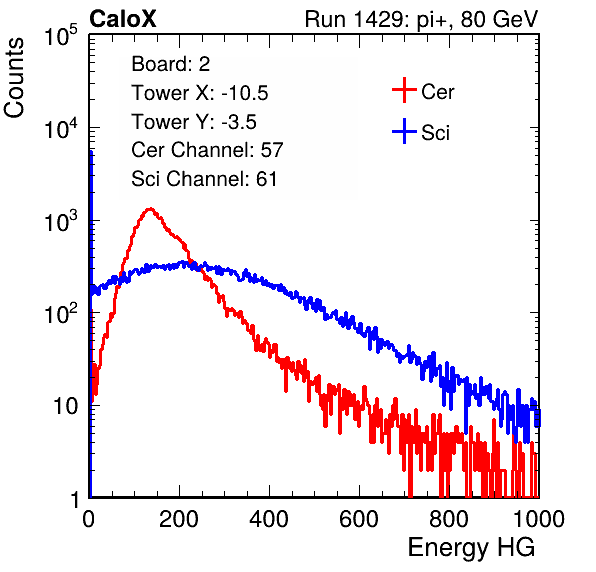 CaloX Run 1429: pi+, 80 GeV
Counts
Board: 2
Tower X: -10.5
Tower Y: -3.5
Cer Channel: 57
Sci Channel: 61
Cer
Sci
10^5
10^4
10^3
10^2
10
1
0 200 400 600 800 1000
Energy HG